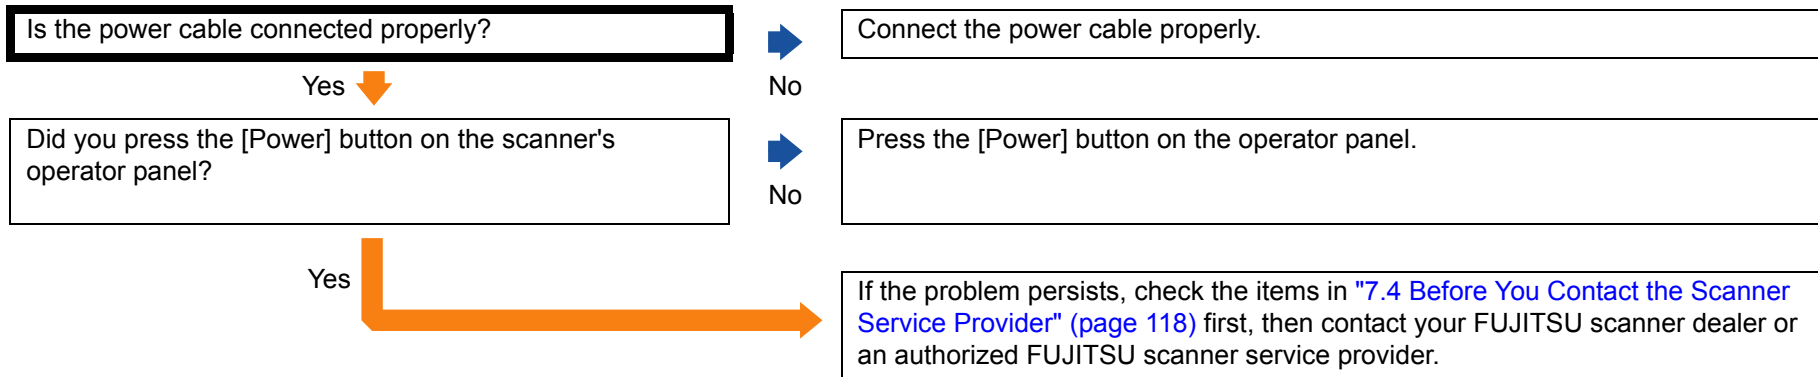 Is the power cable connected properly?
Connect the power cable properly.
Yes
No
Did you press the [Power] button on the scanner's
operator panel?
Press the [Power] button on the operator panel.
No
Yes
If the problem persists, check the items in "7.4 Before You Contact the Scanner
Service Provider" (page 118) first, then contact your FUJITSU scanner dealer or
an authorized FUJITSU scanner service provider.